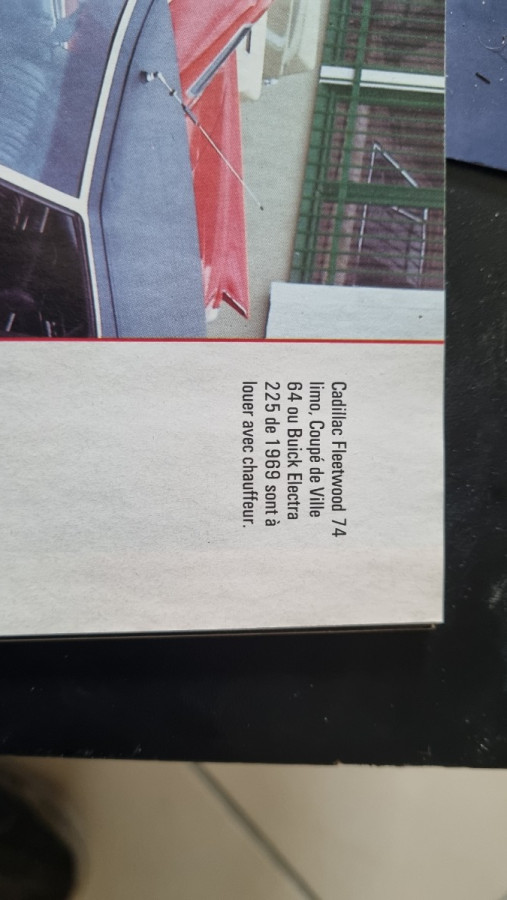 Cadillac Fleetwood 74
limo, Coupé de Ville
64 ou Buick Electra
225 de 1969 sont à
louer avec chauffeur.